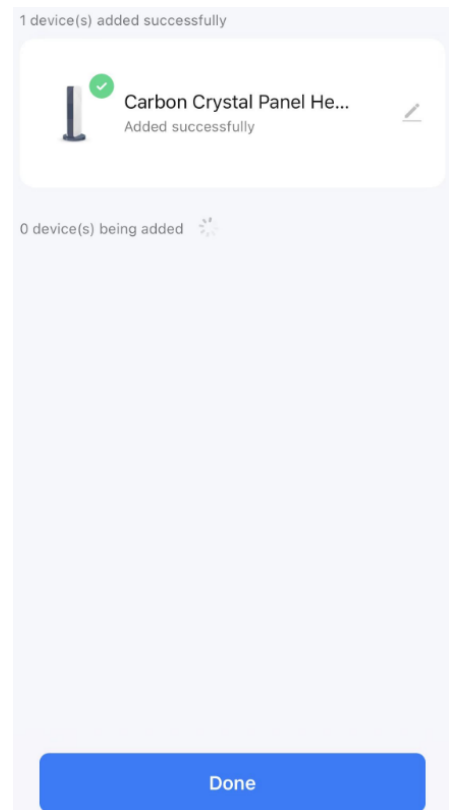 1 device(s) added successfully
Carbon Crystal Panel He...
Added successfully
0 device(s) being added
Done